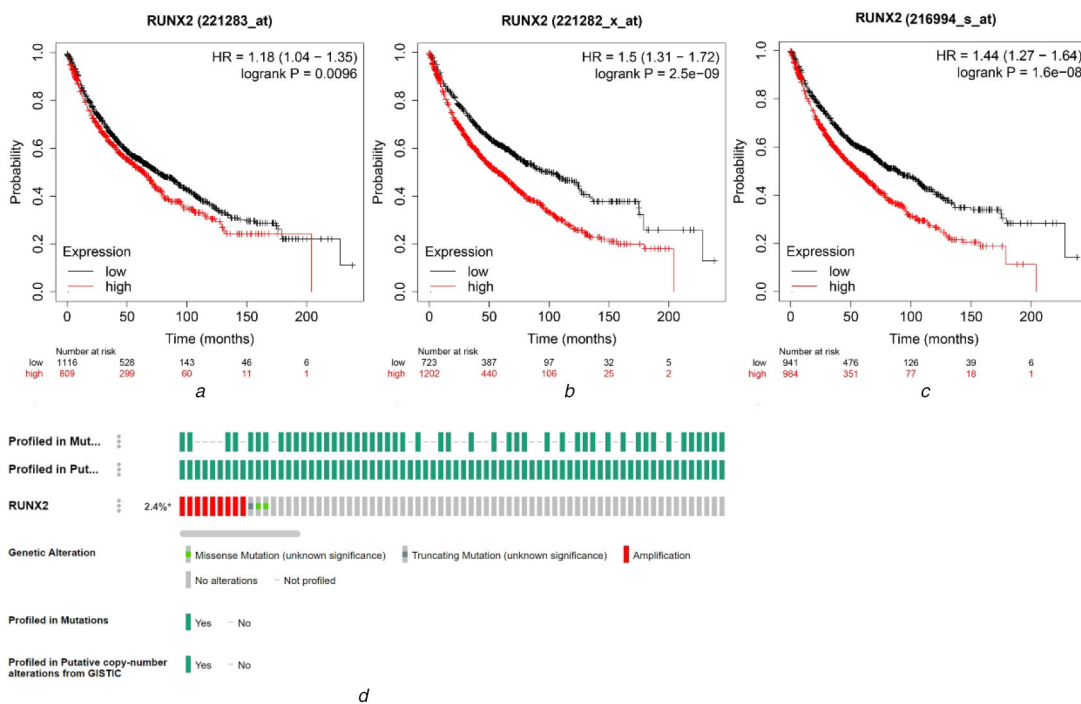 RUNX2 (221283_at)
HR = 1.18 (1.04 − 1.35)
logrank P = 0.0096
Probability
1.0
0.8
0.6
0.4
0.2
0.0
Expression
low
high
0 50 100 150 200
Time (months)
Number at risk
low 1116 528 143 46 6
high 809 299 60 11 1
a
RUNX2 (221282_x_at)
HR = 1.5 (1.31 − 1.72)
logrank P = 2.5e−09
Probability
1.0
0.8
0.6
0.4
0.2
0.0
Expression
low
high
0 50 100 150 200
Time (months)
Number at risk
low 723 387 97 32 5
high 1202 440 106 25 2
b
RUNX2 (216994_s_at)
HR = 1.44 (1.27 − 1.64)
logrank P = 1.6e−08
Probability
1.0
0.8
0.6
0.4
0.2
0.0
Expression
low
high
0 50 100 150 200
Time (months)
Number at risk
low 941 476 126 39 6
high 984 351 77 18 1
c
Profiled in Mut...
Profiled in Put...
RUNX2 2.4%*
Genetic Alteration Missense Mutation (unknown significance) Truncating Mutation (unknown significance) Amplification
No alterations Not profiled
Profiled in Mutations Yes No
Profiled in Putative copy-number
alterations from GISTIC Yes No
d